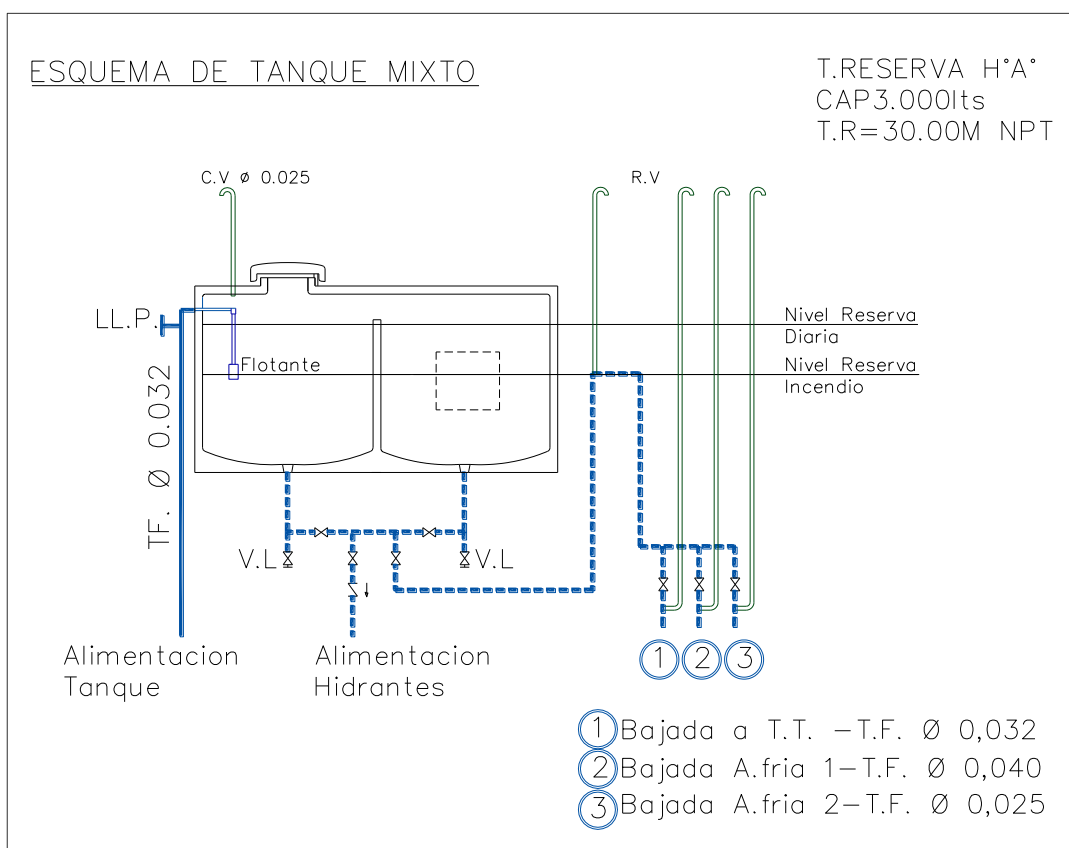 ESQUEMA DE TANQUE MIXTO
T.RESERVA H°A°
CAP3.000lts
T.R=30.00M NPT
C.V ø 0.025
R.V
LL.P.
Nivel Reserva
Diaria
Flotante
Nivel Reserva
Incendio
TF. Ø 0.032
V.L
V.L
Alimentacion
Tanque
Alimentacion
Hidrantes
1
2
3
1 Bajada a T.T. -T.F. Ø 0,032
2 Bajada A.fria 1-T.F. Ø 0,040
3 Bajada A.fria 2-T.F. Ø 0,025